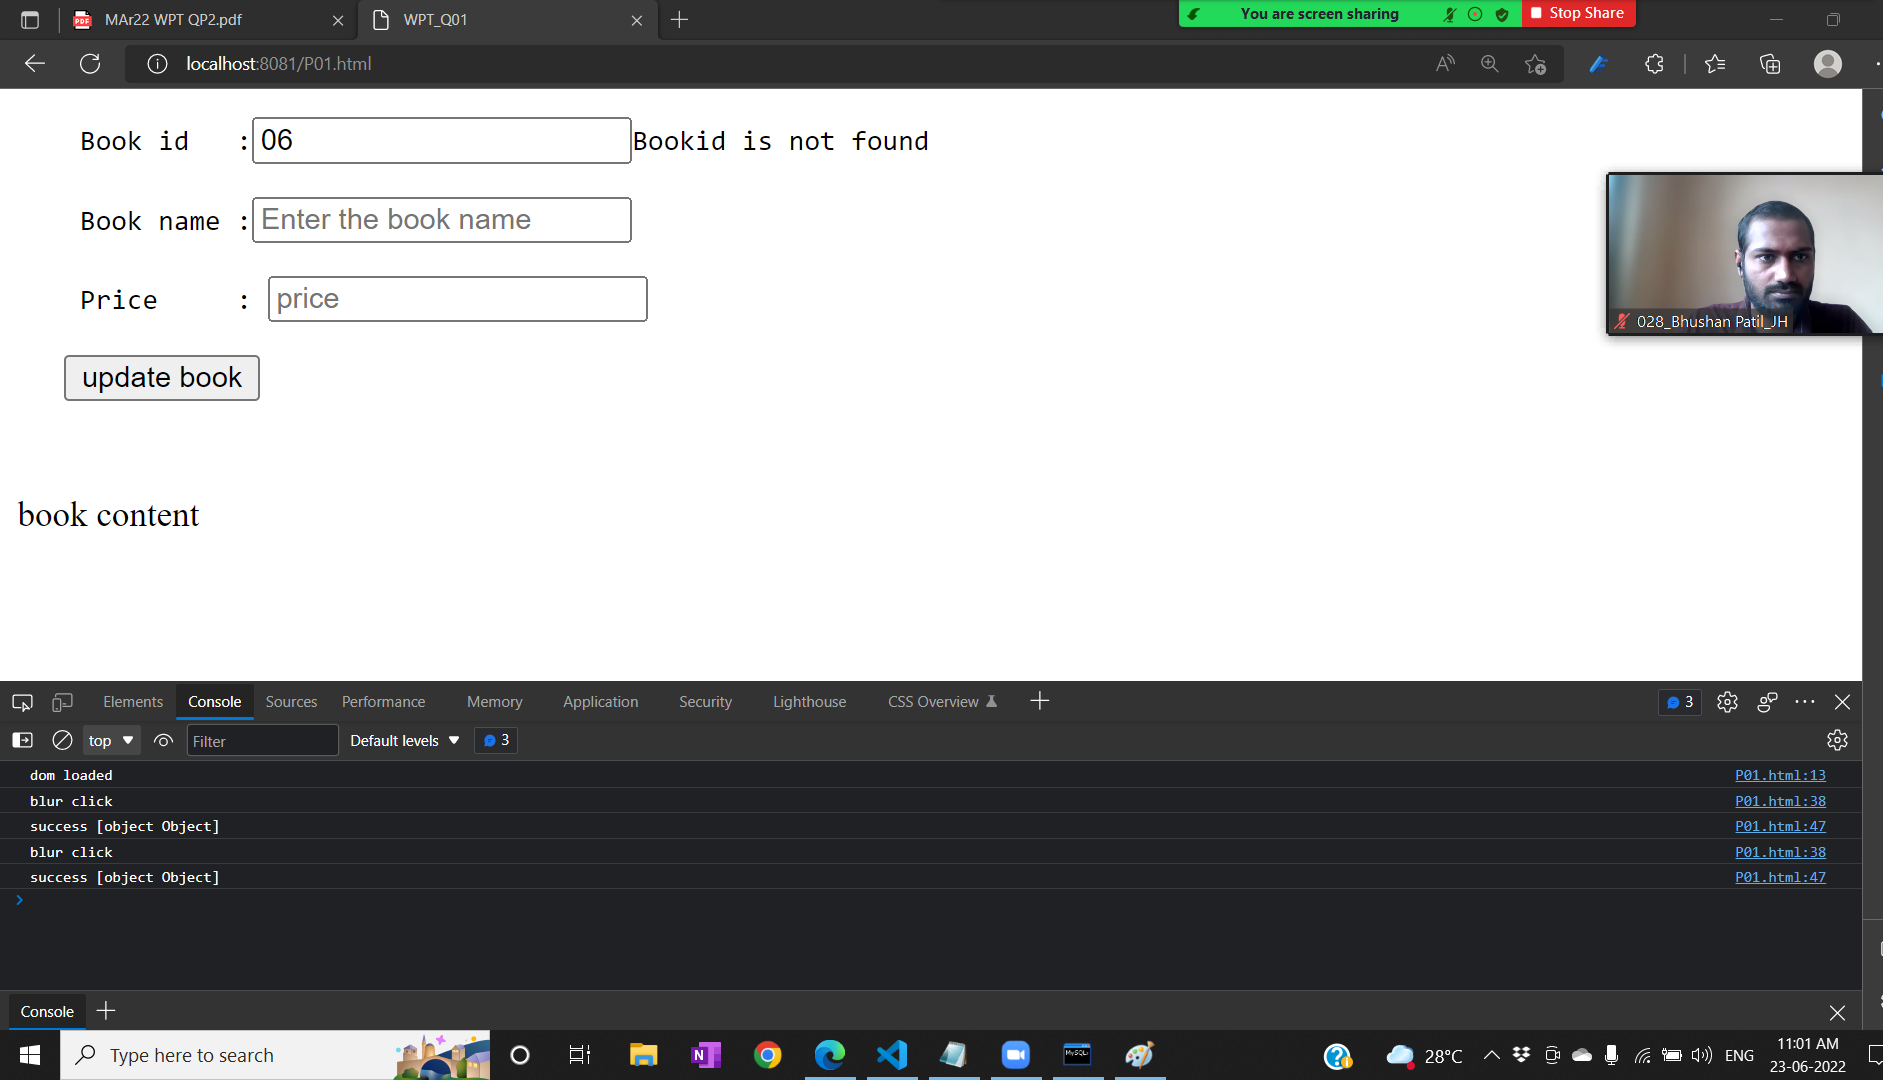 MAr22 WPT QP2.pdf
WPT_Q01
You are screen sharing
Stop Share
localhost:8081/P01.html
Book id :06 Bookid is not found
Book name :Enter the book name
Price : price
update book
book content
028_Bhushan Patil_JH
Elements Console Sources Performance Memory Application Security Lighthouse CSS Overview 3
top Filter Default levels 3
dom loaded P01.html:13
blur click P01.html:38
success [object Object] P01.html:47
blur click P01.html:38
success [object Object] P01.html:47
Console
Type here to search
28°C
ENG
11:01 AM
23-06-2022